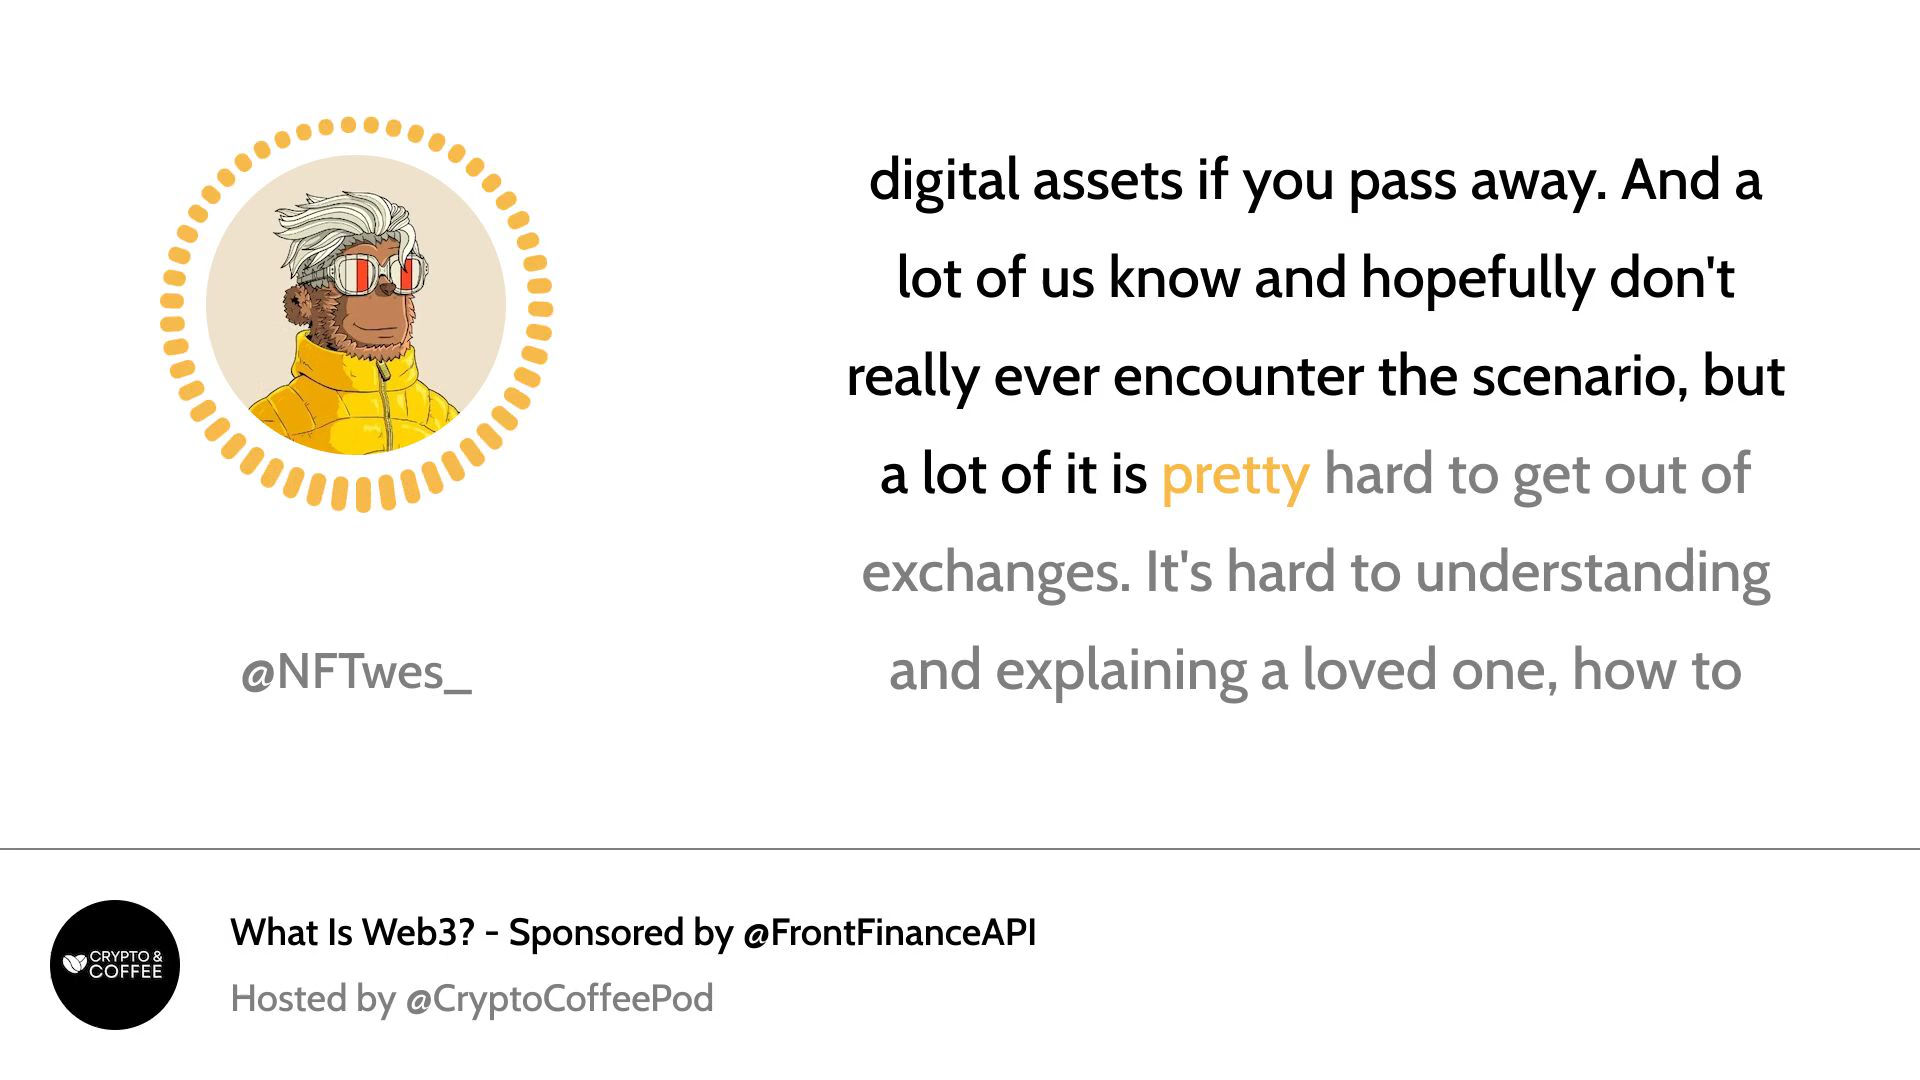 digital assets if you pass away. And a
lot of us know and hopefully don't
really ever encounter the scenario, but
a lot of it is pretty hard to get out of
exchanges. It's hard to understanding
and explaining a loved one, how to
@NFTwes_
CRYPTO &
COFFEE
What Is Web3? - Sponsored by @FrontFinanceAPI
Hosted by @CryptoCoffeePod